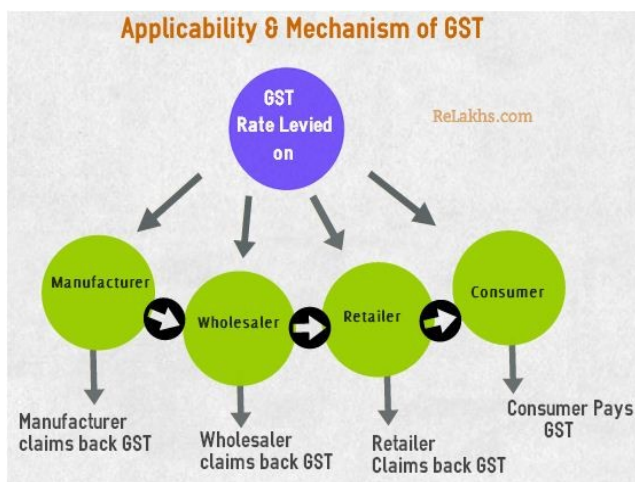 Applicability & Mechanism of GST
GST
Rate Levied
on
ReLakhs.com
Manufacturer
Wholesaler
Retailer
Consumer
Manufacturer
claims back GST
Wholesaler
claims back GST
Retailer
Claims back GST
Consumer Pays
GST